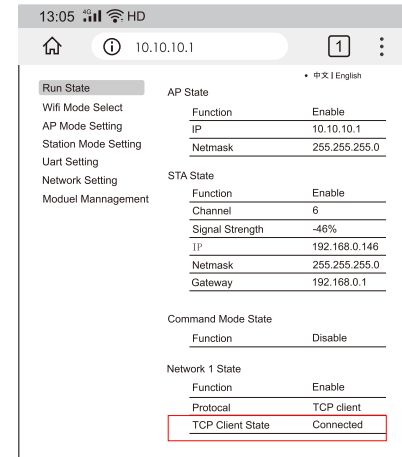 13:05 4G HD
10.10.10.1 1
• 中文 | English
Run State
Wifi Mode Select
AP Mode Setting
Station Mode Setting
Uart Setting
Network Setting
Moduel Mannagement
AP State
Function Enable
IP 10.10.10.1
Netmask 255.255.255.0
STA State
Function Enable
Channel 6
Signal Strength -46%
IP 192.168.0.146
Netmask 255.255.255.0
Gateway 192.168.0.1
Command Mode State
Function Disable
Network 1 State
Function Enable
Protocal TCP client
TCP Client State Connected